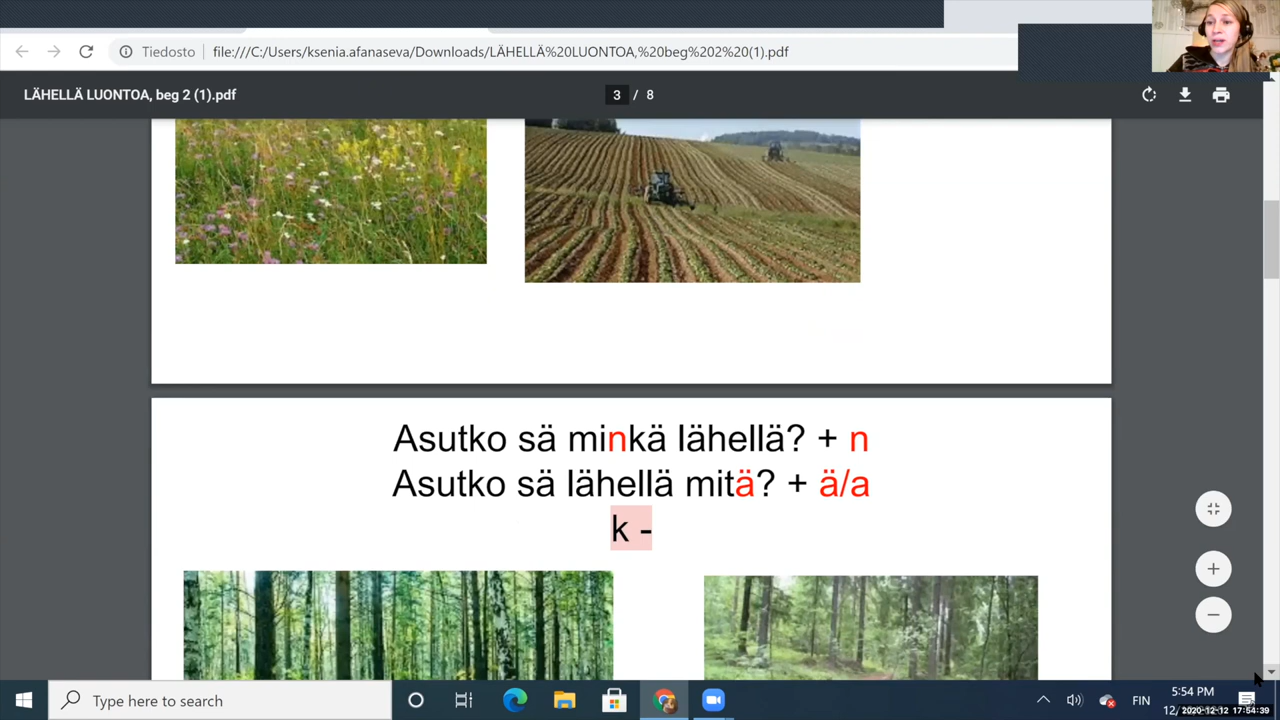 Tiedosto
file:///C:/Users/ksenia.afanaseva/Downloads/LÄHELLÄ%20LUONTOA,%20beg%202%20(1).pdf
LÄHELLÄ LUONTOA, beg 2 (1).pdf
3 / 8
Asutko sä minkä lähellä? + n
Asutko sä lähellä mitä? + ä/a
k -
Type here to search
FIN
5:54 PM
12/
2020-12-12 17:54:39